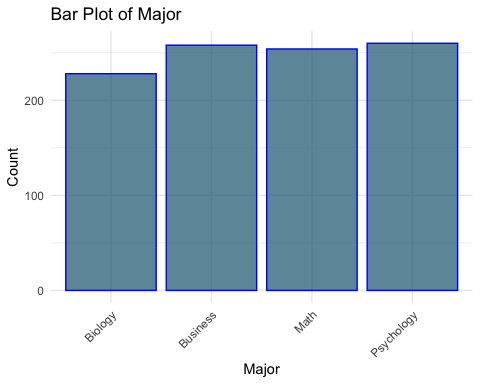 Bar Plot of Major
Count
200
100
0
Biology
Business
Math
Psychology
Major